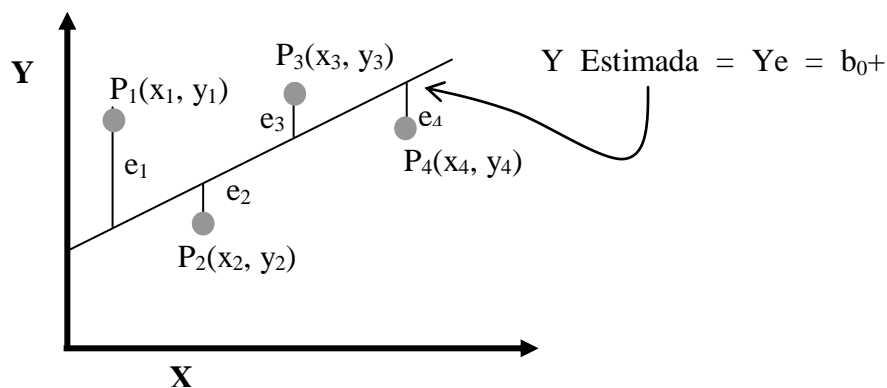 Y
P₁(x₁, y₁)
P₃(x₃, y₃)
Y Estimada = Ye = b₀+
e₁
e₂
e₃
e₄
P₄(x₄, y₄)
P₂(x₂, y₂)
X